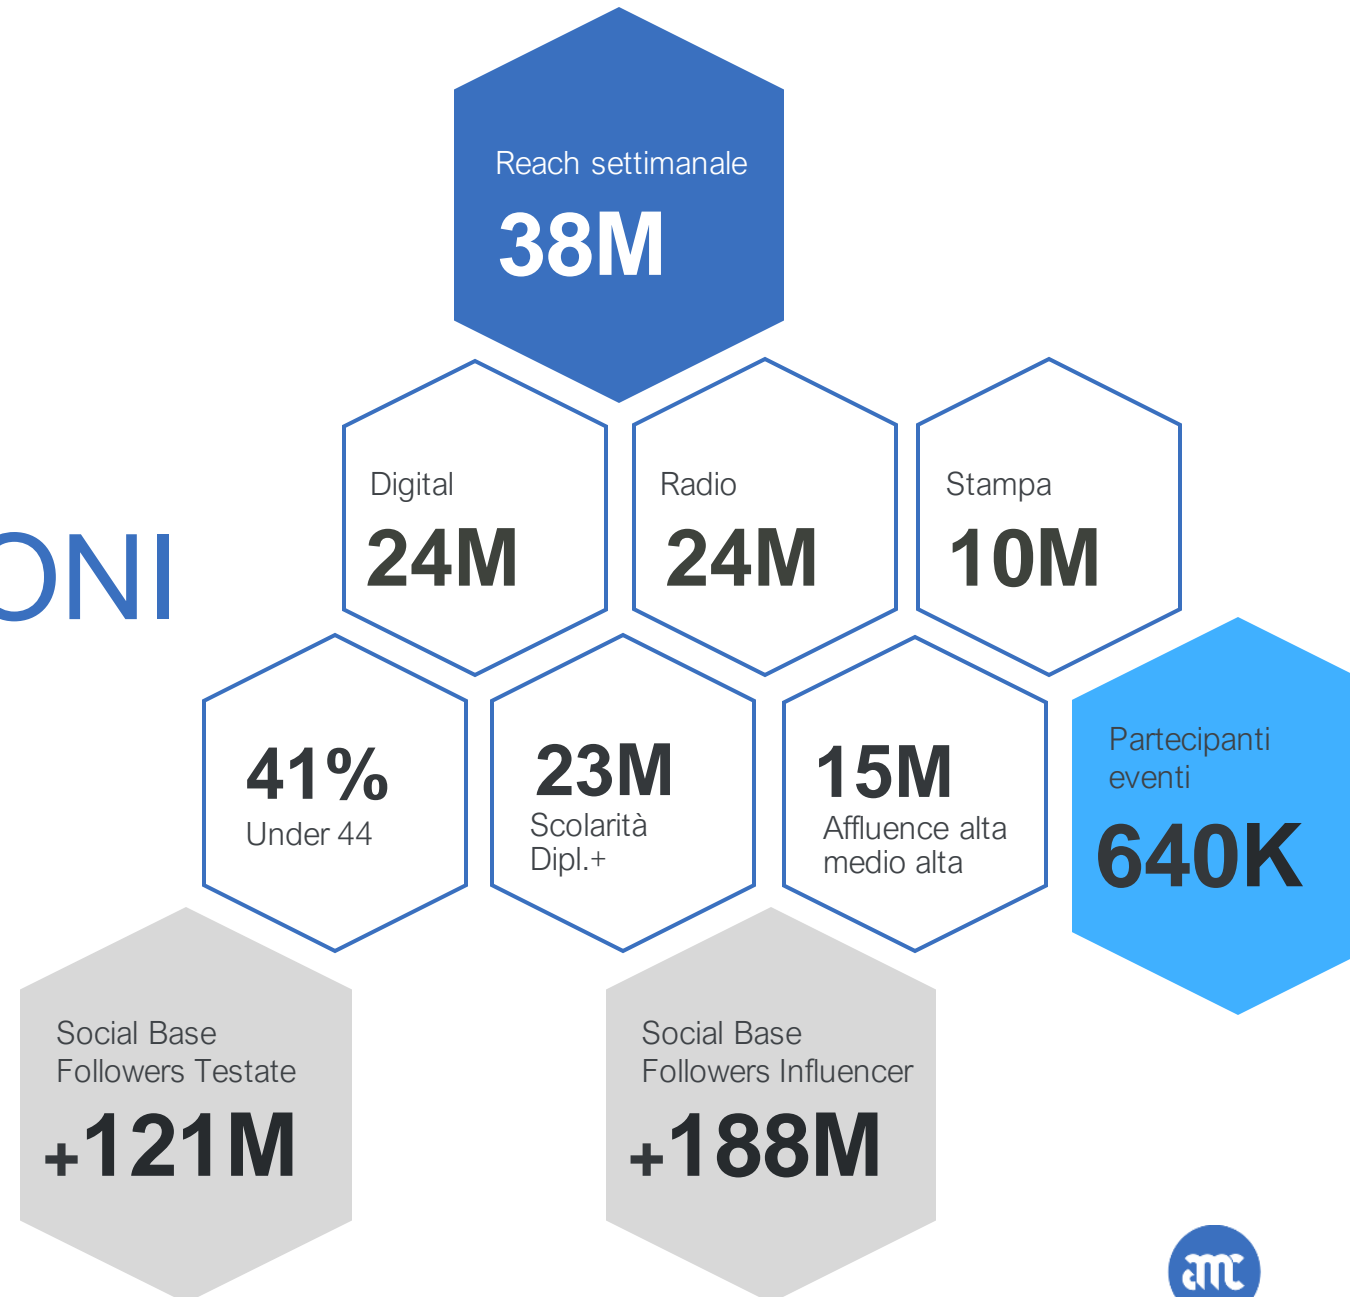 Reach settimanale
38M
Digital
24M
Radio
24M
Stampa
10M
ONI
41%
Under 44
23M
Scolarità
Dipl.+
15M
Affluence alta
medio alta
Partecipanti
eventi
640K
Social Base
Followers Testate
+121M
Social Base
Followers Influencer
+188M